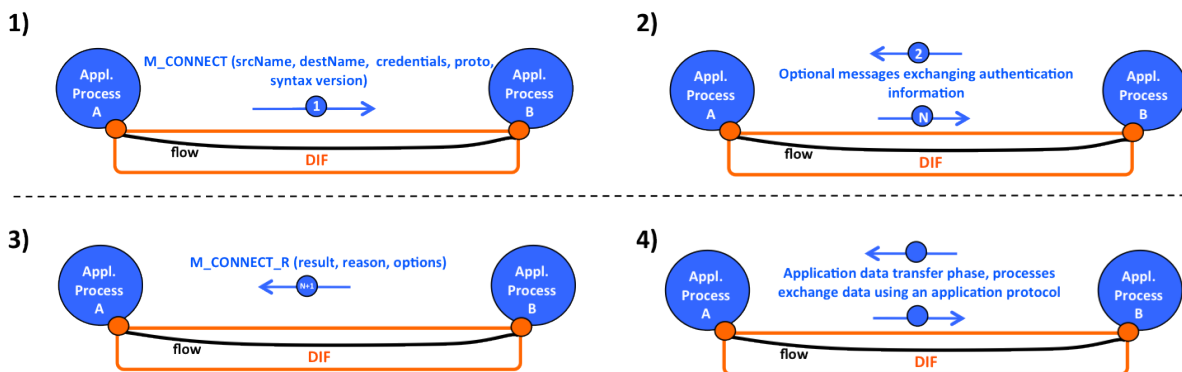 1)
Appl.
Process
A
M_CONNECT (srcName, destName, credentials, proto,
syntax version)
1
Appl.
Process
B
flow
DIF
2)
Appl.
Process
A
2
Optional messages exchanging authentication
information
N
Appl.
Process
B
flow
DIF
3)
Appl.
Process
A
M_CONNECT_R (result, reason, options)
N+1
Appl.
Process
B
flow
DIF
4)
Appl.
Process
A
Application data transfer phase, processes
exchange data using an application protocol
Appl.
Process
B
flow
DIF